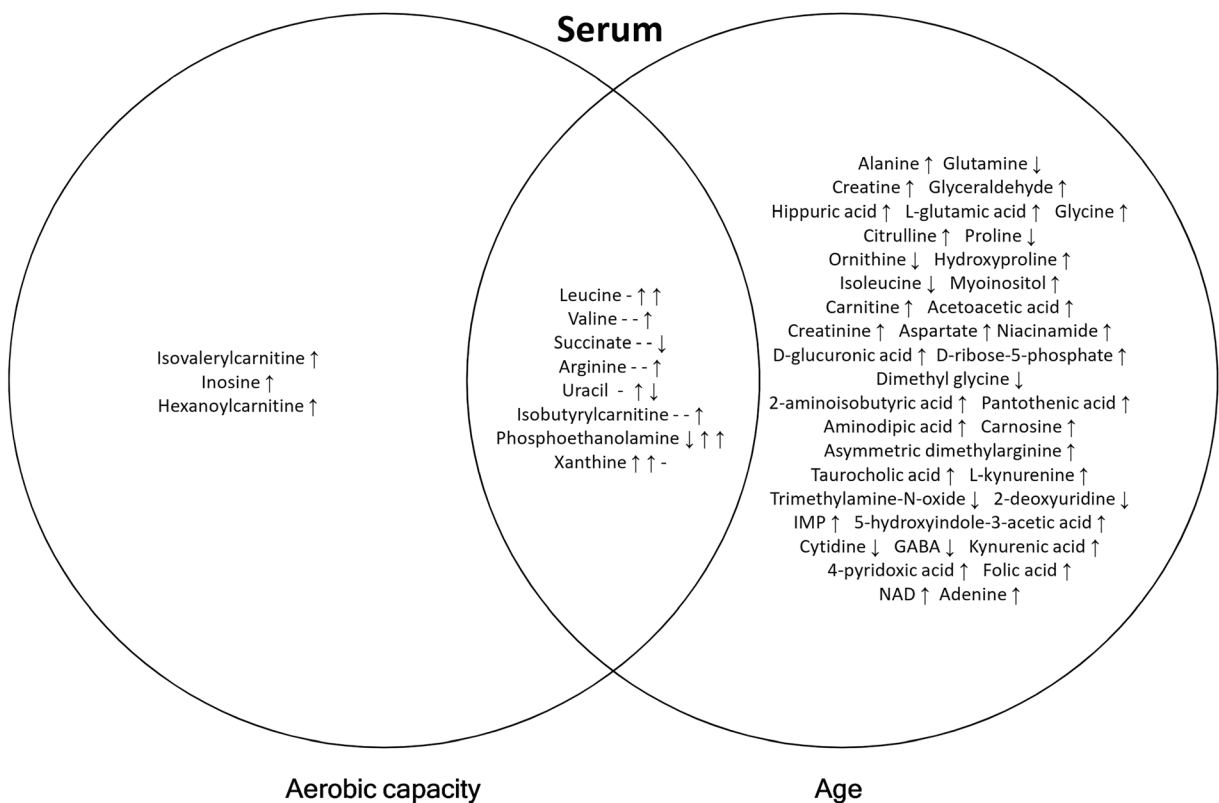 Serum
Isovalerylcarnitine ↑
Inosine ↑
Hexanoylcarnitine ↑
Leucine - ↑ ↑
Valine - - ↑
Succinate - - ↓
Arginine - - ↑
Uracil - ↑ ↓
Isobutyrylcarnitine - - ↑
Phosphoethanolamine ↓ ↑ ↑
Xanthine ↑ ↑ -
Alanine ↑ Glutamine ↓
Creatine ↑ Glyceraldehyde ↑
Hippuric acid ↑ L-glutamic acid ↑ Glycine ↑
Citrulline ↑ Proline ↓
Ornithine ↓ Hydroxyproline ↑
Isoleucine ↓ Myoinositol ↑
Carnitine ↑ Acetoacetic acid ↑
Creatinine ↑ Aspartate ↑ Niacinamide ↑
D-glucuronic acid ↑ D-ribose-5-phosphate ↑
Dimethyl glycine ↓
2-aminoisobutyric acid ↑ Pantothenic acid ↑
Aminodipic acid ↑ Carnosine ↑
Asymmetric dimethylarginine ↑
Taurocholic acid ↑ L-kynurenine ↑
Trimethylamine-N-oxide ↓ 2-deoxyuridine ↓
IMP ↑ 5-hydroxyindole-3-acetic acid ↑
Cytidine ↓ GABA ↓ Kynurenic acid ↑
4-pyridoxic acid ↑ Folic acid ↑
NAD ↑ Adenine ↑
Aerobic capacity
Age